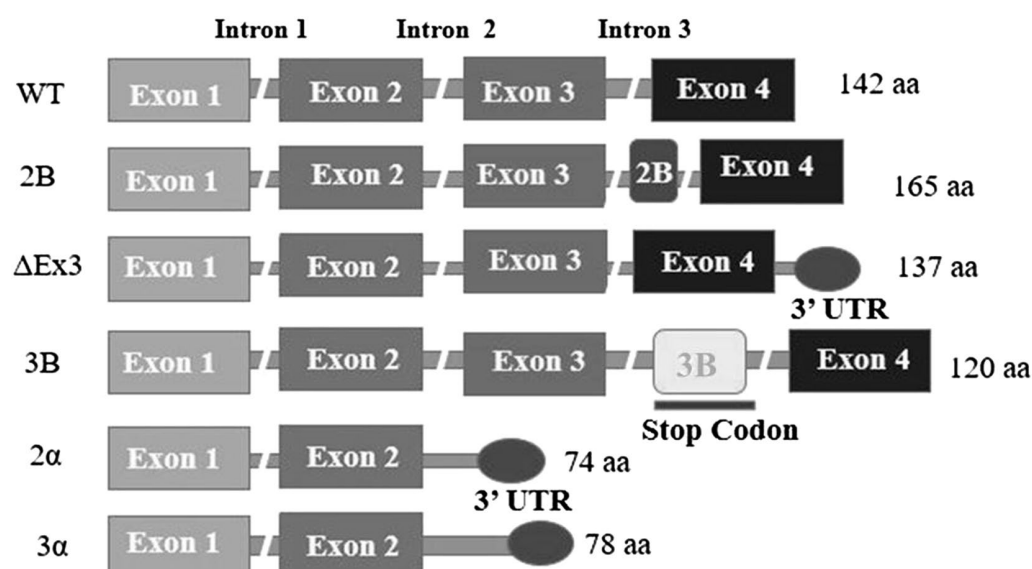 Intron 1 Intron 2 Intron 3
WT Exon 1 Exon 2 Exon 3 Exon 4 142 aa
2B Exon 1 Exon 2 Exon 3 2B Exon 4 165 aa
ΔEx3 Exon 1 Exon 2 Exon 3 Exon 4 137 aa
3’ UTR
3B Exon 1 Exon 2 Exon 3 3B Exon 4 120 aa
Stop Codon
2α Exon 1 Exon 2 74 aa
3’ UTR
3α Exon 1 Exon 2 78 aa